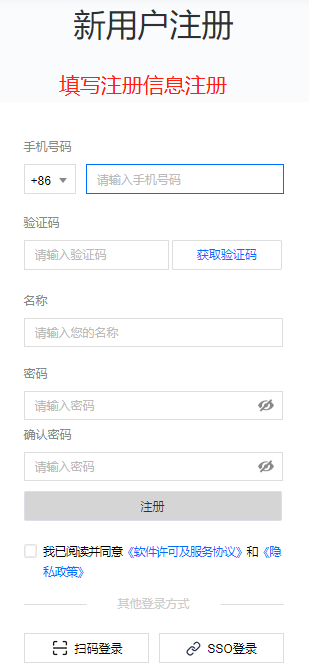 新用户注册
填写注册信息注册
手机号码
+86 请输入手机号码
验证码
请输入验证码 获取验证码
名称
请输入您的名称
密码
请输入密码
确认密码
请输入密码
注册
我已阅读并同意《软件许可及服务协议》和《隐
私政策》
其他登录方式
扫码登录 SSO登录